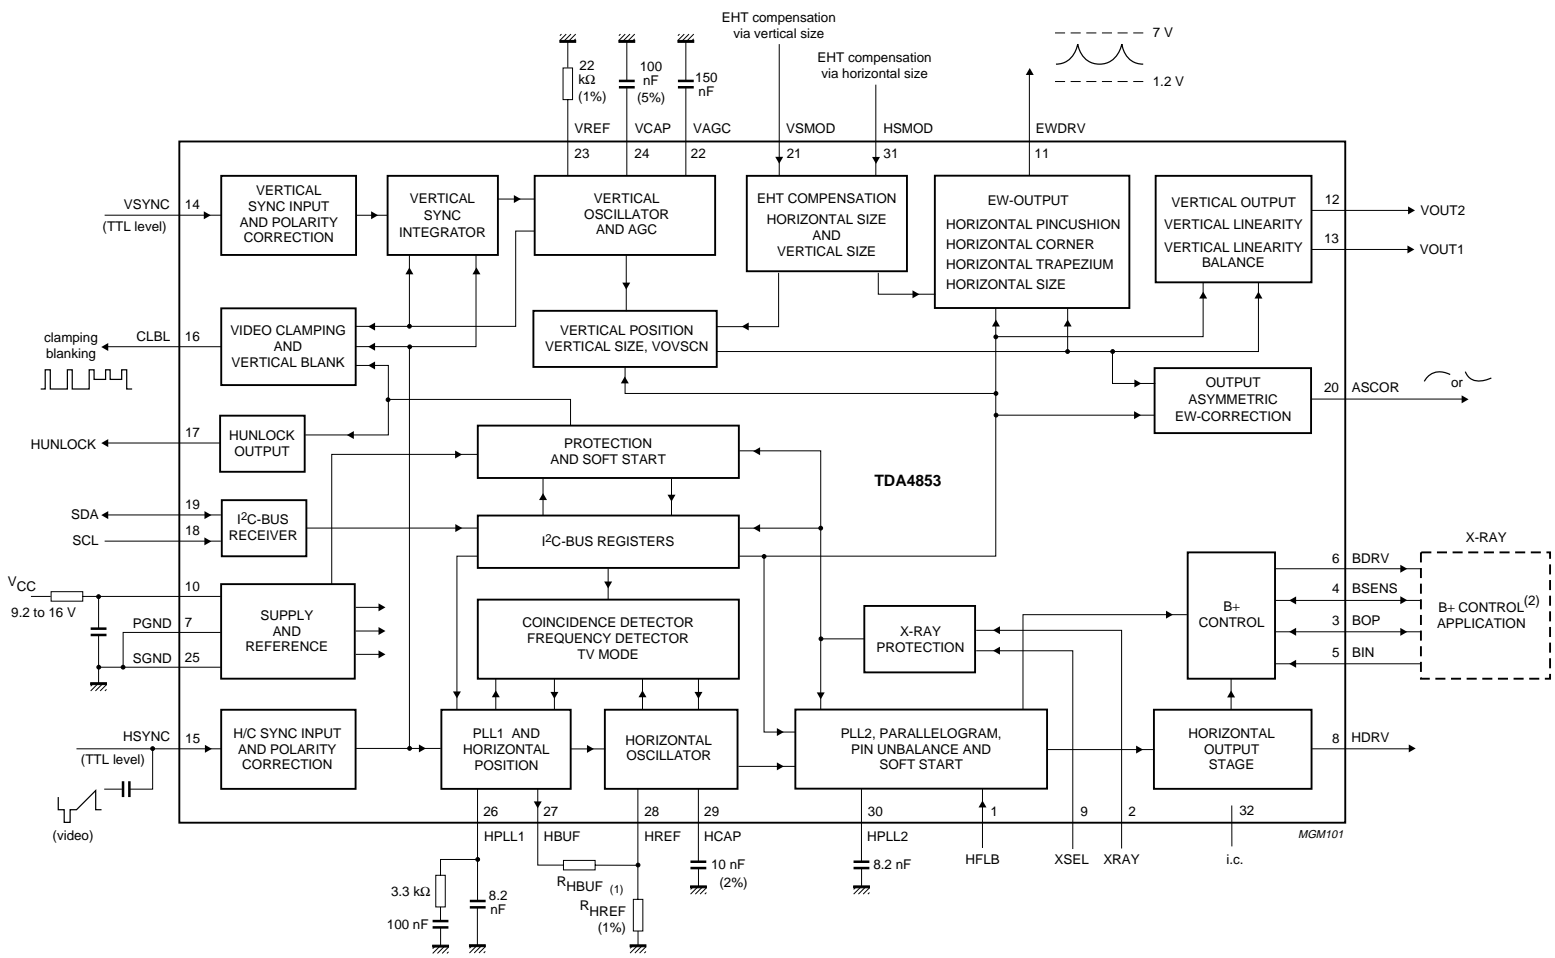 EHT compensation
via vertical size
EHT compensation
via horizontal size
7 V
1.2 V
22
kΩ
(1%)
100
nF
(5%)
150
nF
VREF
VCAP
VAGC
VSMOD
HSMOD
EWDRV
23
24
22
21
31
11
VSYNC
(TTL level)
14
VERTICAL
SYNC INPUT
AND POLARITY
CORRECTION
VERTICAL
SYNC
INTEGRATOR
VERTICAL
OSCILLATOR
AND AGC
EHT COMPENSATION
HORIZONTAL SIZE
AND
VERTICAL SIZE
EW-OUTPUT
HORIZONTAL PINCUSHION
HORIZONTAL CORNER
HORIZONTAL TRAPEZIUM
HORIZONTAL SIZE
VERTICAL OUTPUT
VERTICAL LINEARITY
VERTICAL LINEARITY
BALANCE
12
VOUT2
13
VOUT1
clamping
blanking
CLBL
16
VIDEO CLAMPING
AND
VERTICAL BLANK
VERTICAL POSITION
VERTICAL SIZE, VOVSCN
OUTPUT
ASYMMETRIC
EW-CORRECTION
20
ASCOR
or
HUNLOCK
17
HUNLOCK
OUTPUT
PROTECTION
AND SOFT START
TDA4853
SDA
19
SCL
18
I2C-BUS
RECEIVER
I2C-BUS REGISTERS
X-RAY
VCC
9.2 to 16 V
10
PGND
7
SGND
25
SUPPLY
AND
REFERENCE
COINCIDENCE DETECTOR
FREQUENCY DETECTOR
TV MODE
X-RAY
PROTECTION
B+
CONTROL
6
BDRV
4
BSENS
3
BOP
5
BIN
B+ CONTROL(2)
APPLICATION
HSYNC
(TTL level)
15
(video)
H/C SYNC INPUT
AND POLARITY
CORRECTION
PLL1 AND
HORIZONTAL
POSITION
HORIZONTAL
OSCILLATOR
PLL2, PARALLELOGRAM,
PIN UNBALANCE AND
SOFT START
HORIZONTAL
OUTPUT
STAGE
8
HDRV
26
27
28
29
30
1
9
2
32
MGM101
HPLL1
HBUF
HREF
HCAP
HPLL2
HFLB
XSEL
XRAY
i.c.
3.3 kΩ
100 nF
8.2
nF
RHBUF (1)
RHREF
(1%)
10 nF
(2%)
8.2 nF